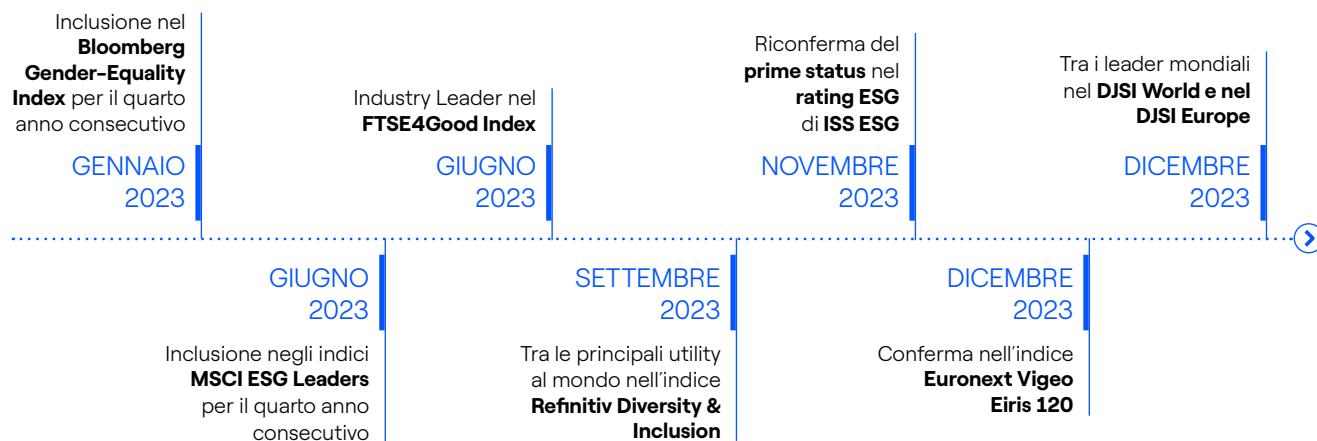 Inclusione nel
Bloomberg
Gender-Equality
Index per il quarto
anno consecutivo
GENNAIO
2023
GIUGNO
2023
Inclusione negli indici
MSCI ESG Leaders
per il quarto anno
consecutivo
Industry Leader nel
FTSE4Good Index
GIUGNO
2023
SETTEMBRE
2023
Tra le principali utility
al mondo nell'indice
Refinitiv Diversity &
Inclusion
Riconferma del
prime status nel
rating ESG
di ISS ESG
NOVEMBRE
2023
DICEMBRE
2023
Conferma nell'indice
Euronext Vigeo
Eiris 120
Tra i leader mondiali
nel DJSI World e nel
DJSI Europe
DICEMBRE
2023